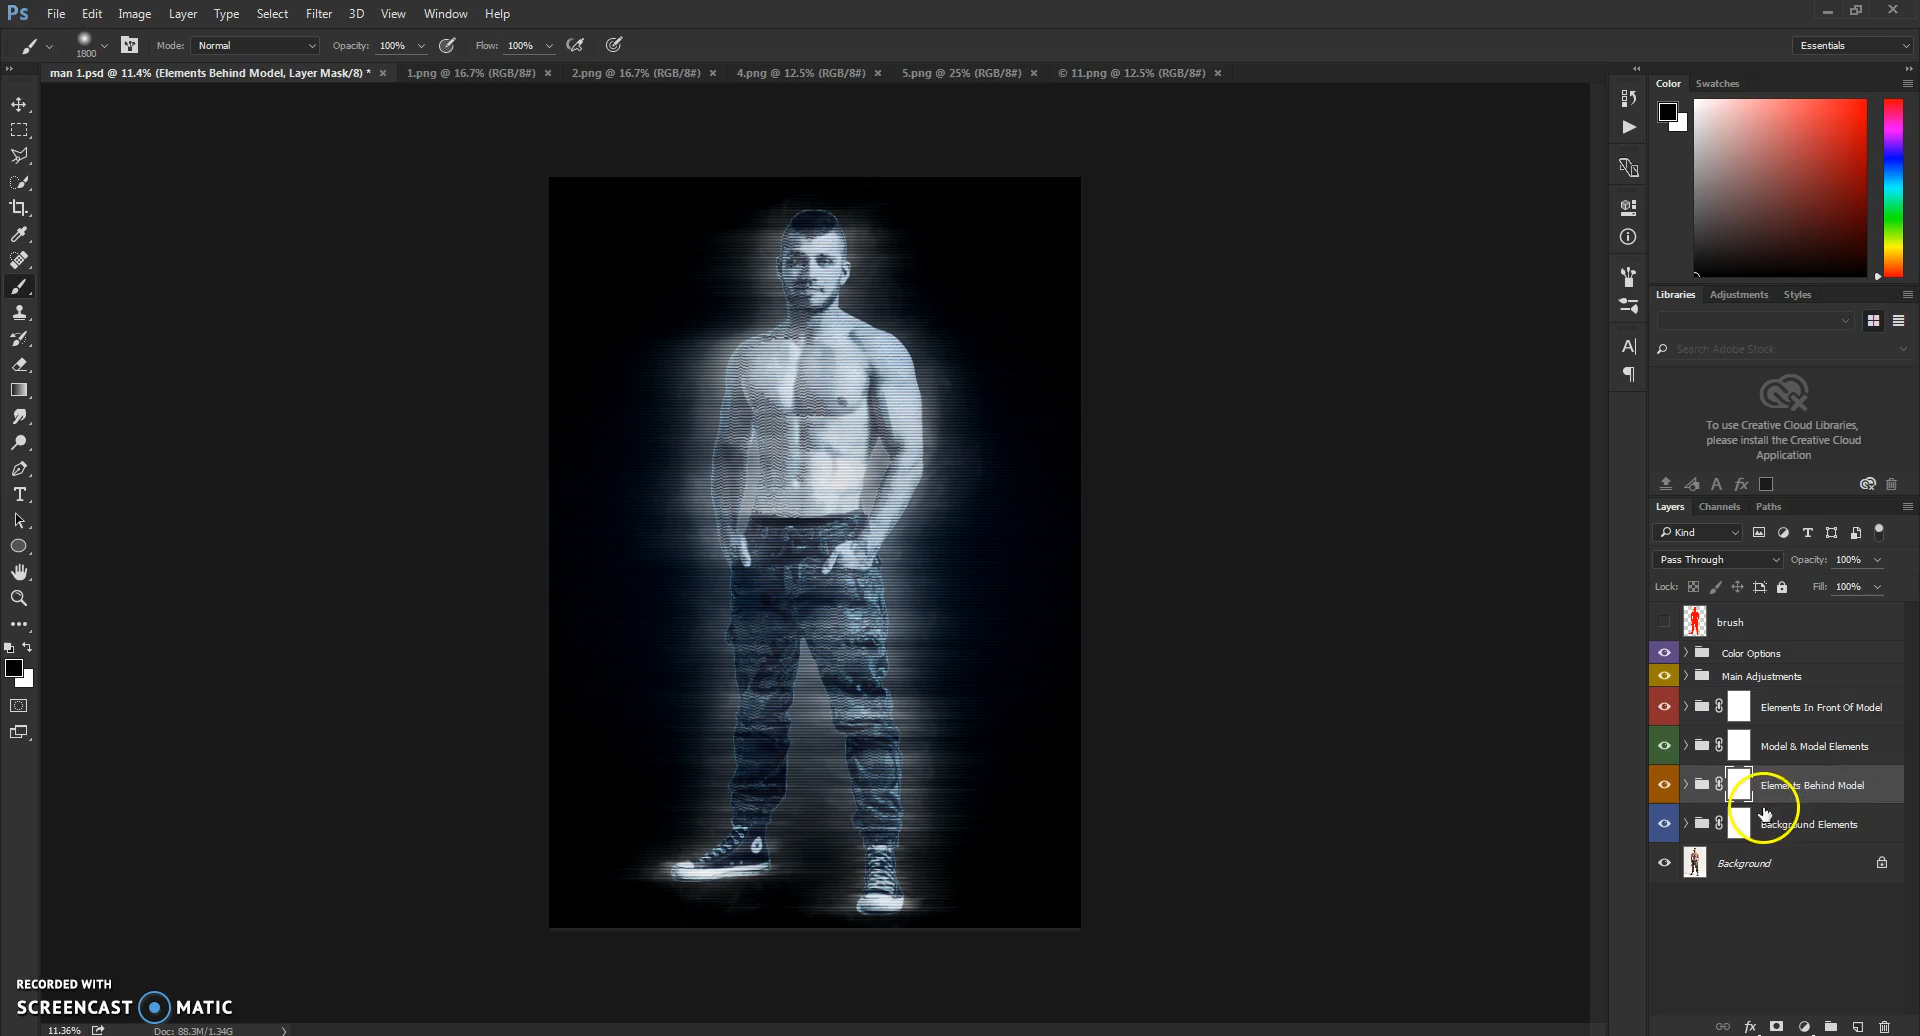 Ps File Edit Image Layer Type Select Filter 3D View Window Help
1800 Mode: Normal Opacity: 100% Flow: 100% Essentials
man 1.psd @ 11.4% (Elements Behind Model, Layer Mask/8) * × 1.png @ 16.7% (RGB/8#) × 2.png @ 16.7% (RGB/8#) × 4.png @ 12.5% (RGB/8#) × 5.png @ 25% (RGB/8#) × © 11.png @ 12.5% (RGB/8#) ×
Color Swatches
Libraries Adjustments Styles
Search Adobe Stock
To use Creative Cloud Libraries,
please install the Creative Cloud
Application
Layers Channels Paths
Kind
Pass Through Opacity: 100%
Lock: Fill: 100%
brush
Color Options
Main Adjustments
Elements In Front Of Model
Model & Model Elements
Elements Behind Model
Background Elements
Background
RECORDED WITH
SCREENCAST MATIC
11.36% Doc: 88.3M/1.34G